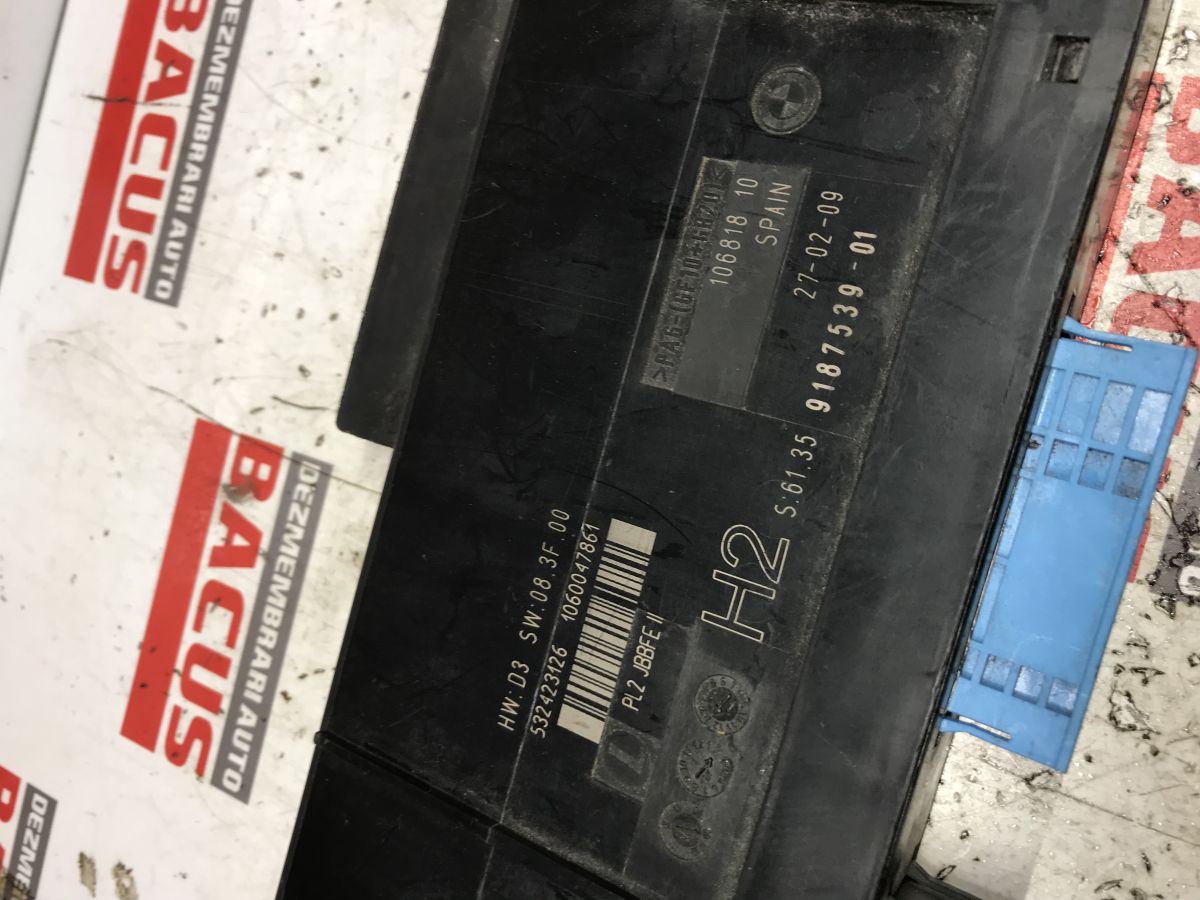 BACUS
DEZMEMBRARI AUTO
BACUS
DEZMEMBRARI AUTO
HW:D3 SW:08.3F.00
532423126 1060047861
PL2 JBBFE II
H2
106818 10
SPAIN
27-02-09
S:61.35 9187539-01